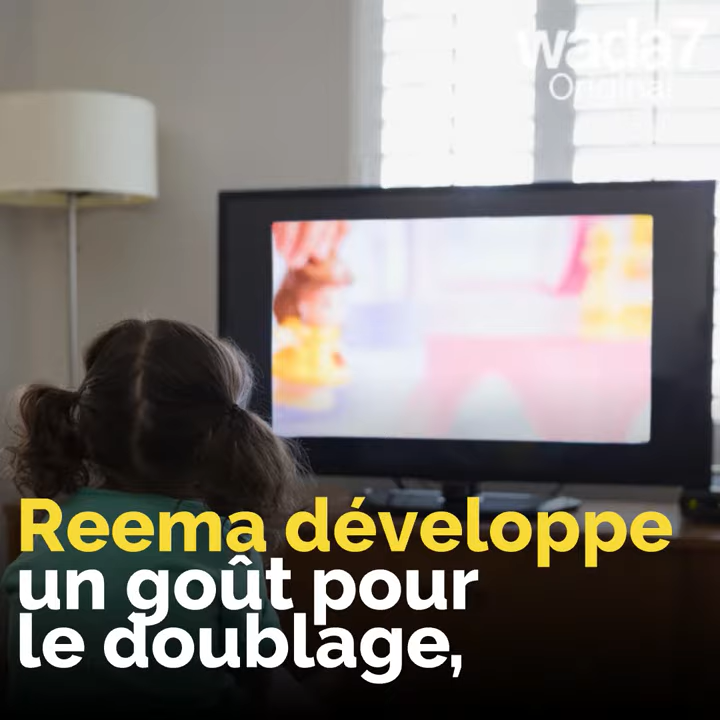 wada7
Original
Reema développe
un goût pour
le doublage,